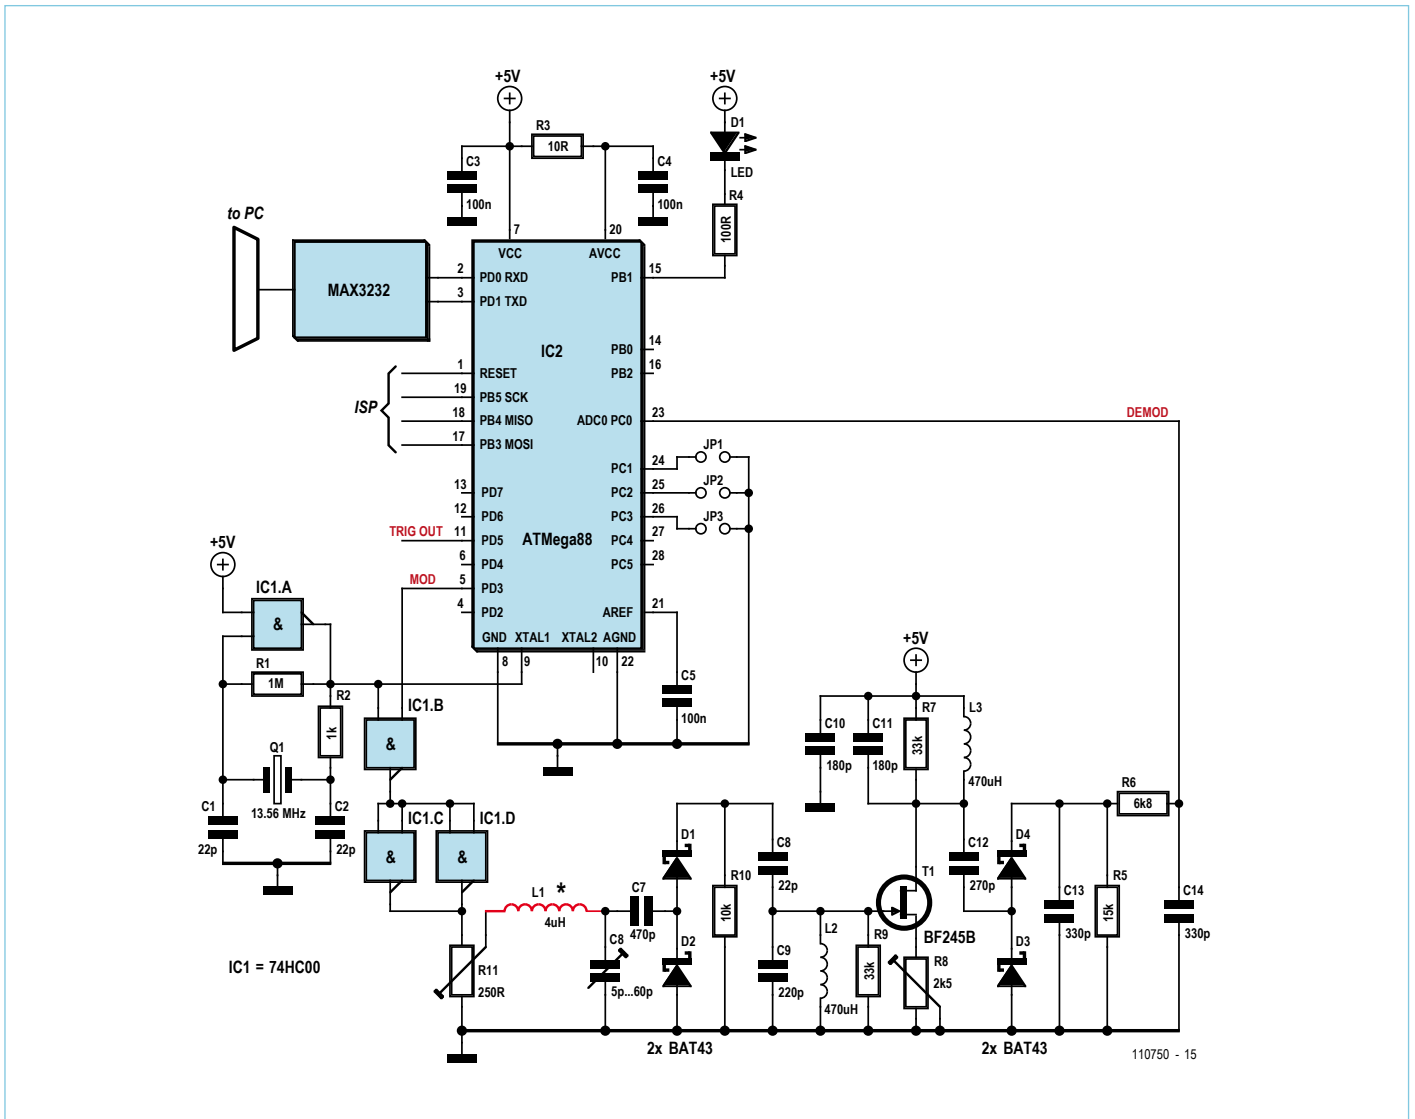 +5V
+5V
R3
10R
D1
LED
C3
100n
C4
100n
R4
100R
to PC
MAX3232
7
VCC
20
AVCC
2
PD0 RXD
3
PD1 TXD
15
PB1
IC2
14
PB0
16
PB2
1
RESET
19
PB5 SCK
18
PB4 MISO
17
PB3 MOSI
ISP
ADC0 PC0
23
DEMOD
PC1
24
JP1
PC2
25
JP2
PC3
26
JP3
PC4
27
PC5
28
13
PD7
12
PD6
TRIG OUT
11
PD5
ATMega88
6
PD4
MOD
5
PD3
4
PD2
AREF
21
GND
XTAL1
XTAL2
AGND
8
9
10
22
C5
100n
+5V
IC1.A
&
R1
1M
R2
1k
Q1
13.56 MHz
C1
22p
C2
22p
IC1.B
&
IC1.C
&
IC1.D
&
IC1 = 74HC00
R11
250R
L1
*
4uH
C8
5p...60p
C7
470p
D1
D2
2x BAT43
R10
10k
C8
22p
C9
220p
L2
470uH
R9
33k
+5V
C10
180p
C11
180p
R7
33k
L3
470uH
T1
BF245B
R8
2k5
C12
270p
D4
D3
2x BAT43
C13
330p
R5
15k
R6
6k8
C14
330p
110750 - 15